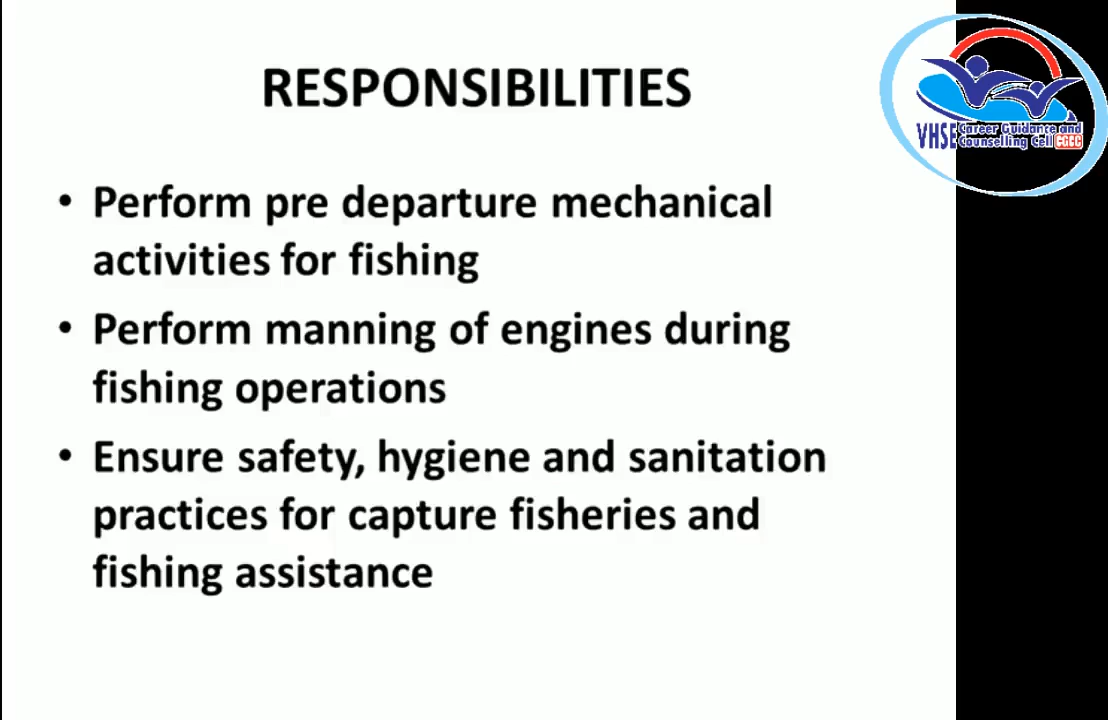 RESPONSIBILITIES
• Perform pre departure mechanical
activities for fishing
• Perform manning of engines during
fishing operations
• Ensure safety, hygiene and sanitation
practices for capture fisheries and
fishing assistance
VHSE Career Guidance and
Counselling Cell CGCC